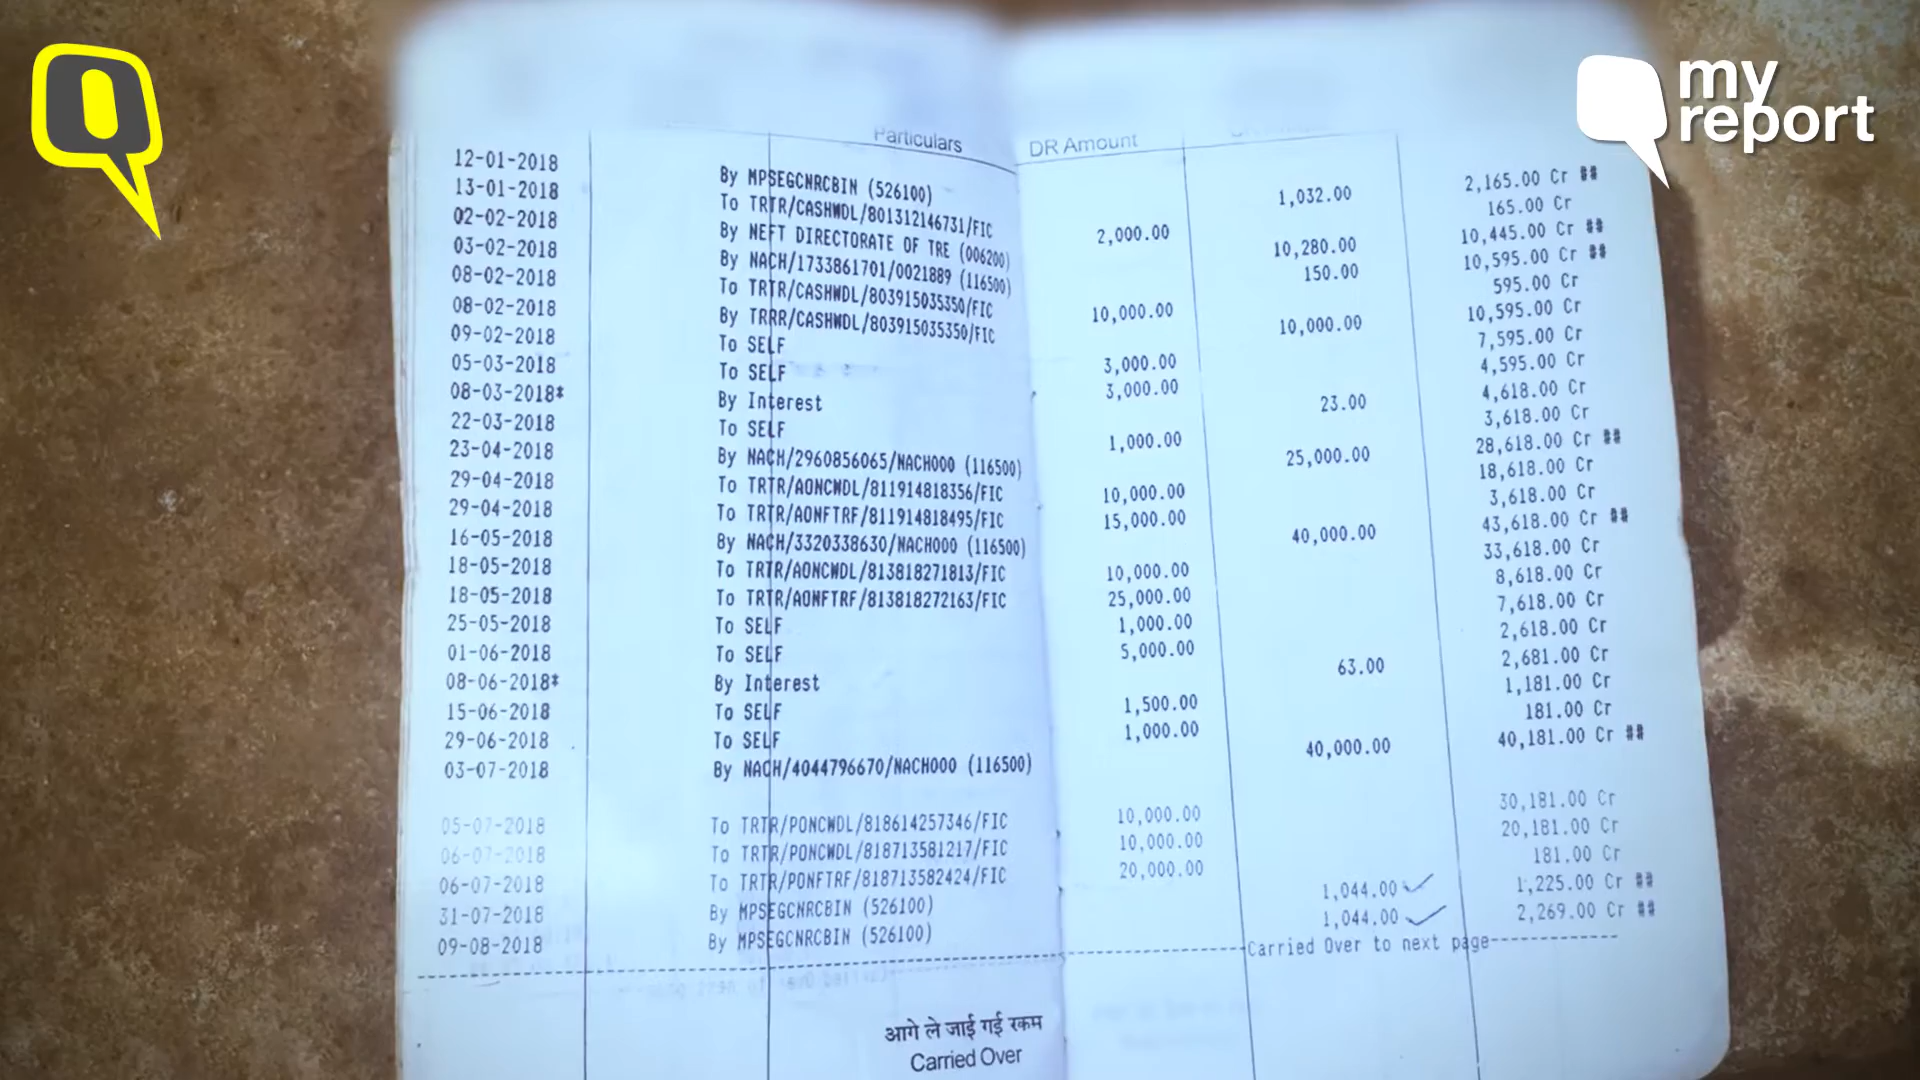 Q
my
report
Particulars DR Amount
12-01-2018 By MPSEGCNRCBIN (526100) 1,032.00 2,165.00 Cr ##
13-01-2018 To TRTR/CASHWDL/801312146731/FIC 2,000.00 165.00 Cr
02-02-2018 By NEFT DIRECTORATE OF TRE (006200) 10,280.00 10,445.00 Cr ##
03-02-2018 By NACH/1733861701/0021889 (116500) 150.00 10,595.00 Cr ##
08-02-2018 To TRTR/CASHWDL/803915035350/FIC 10,000.00 595.00 Cr
08-02-2018 By TRRR/CASHWDL/803915035350/FIC 10,000.00 10,595.00 Cr
09-02-2018 To SELF 3,000.00 7,595.00 Cr
05-03-2018 To SELF 3,000.00 4,595.00 Cr
08-03-2018* By Interest 23.00 4,618.00 Cr
22-03-2018 To SELF 1,000.00 3,618.00 Cr
23-04-2018 By NACH/2960856065/NACH000 (116500) 25,000.00 28,618.00 Cr ##
29-04-2018 To TRTR/AONCWDL/811914818356/FIC 10,000.00 18,618.00 Cr
29-04-2018 To TRTR/AONFTRF/811914818495/FIC 15,000.00 3,618.00 Cr
16-05-2018 By NACH/3320338630/NACH000 (116500) 40,000.00 43,618.00 Cr ##
18-05-2018 To TRTR/AONCWDL/813818271813/FIC 10,000.00 33,618.00 Cr
18-05-2018 To TRTR/AONFTRF/813818272163/FIC 25,000.00 8,618.00 Cr
25-05-2018 To SELF 1,000.00 7,618.00 Cr
01-06-2018 To SELF 5,000.00 2,618.00 Cr
08-06-2018* By Interest 63.00 2,681.00 Cr
15-06-2018 To SELF 1,500.00 1,181.00 Cr
29-06-2018 To SELF 1,000.00 181.00 Cr
03-07-2018 By NACH/4044796670/NACH000 (116500) 40,000.00 40,181.00 Cr ##
05-07-2018 To TRTR/PONCWDL/818614257346/FIC 10,000.00 30,181.00 Cr
06-07-2018 To TRTR/PONCWDL/818713581217/FIC 10,000.00 20,181.00 Cr
06-07-2018 To TRTR/PONFTRF/818713582424/FIC 20,000.00 181.00 Cr
31-07-2018 By MPSEGCNRCBIN (526100) 1,044.00 1,225.00 Cr ##
09-08-2018 By MPSEGCNRCBIN (526100) 1,044.00 2,269.00 Cr ##
Carried Over to next page
आगे ले जाई गई रकम
Carried Over